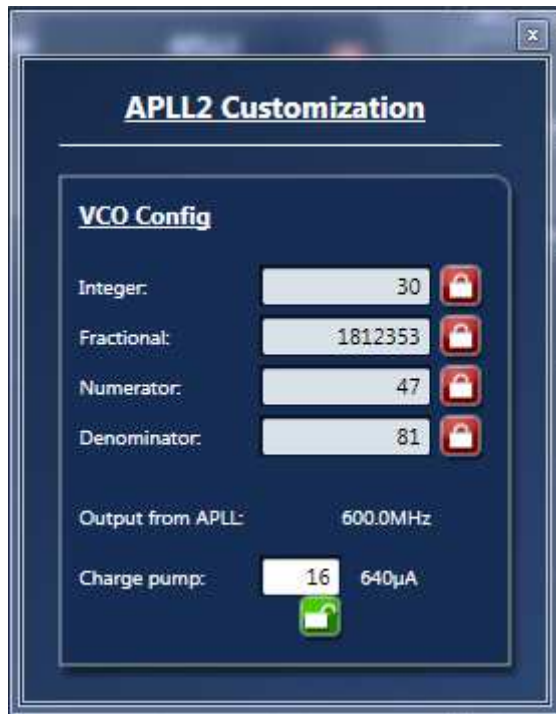 x
APLL2 Customization
VCO Config
Integer: 30
Fractional: 1812353
Numerator: 47
Denominator: 81
Output from APLL: 600.0MHz
Charge pump: 16 640µA